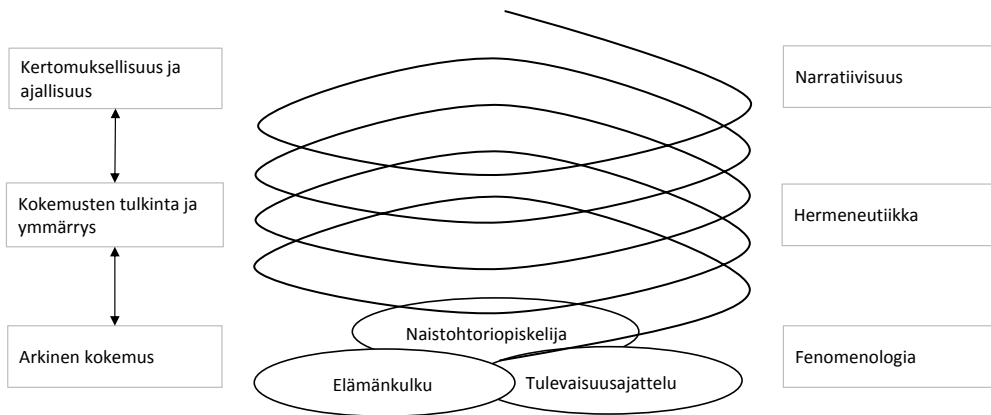 Kertomuksellisuus ja
ajallisuus
Narratiivisuus
Kokemusten tulkinta ja
ymmärrys
Hermeneutiikka
Naistohtoriopiskelija
Arkinen kokemus
Elämänkulku
Tulevaisuusajattelu
Fenomenologia